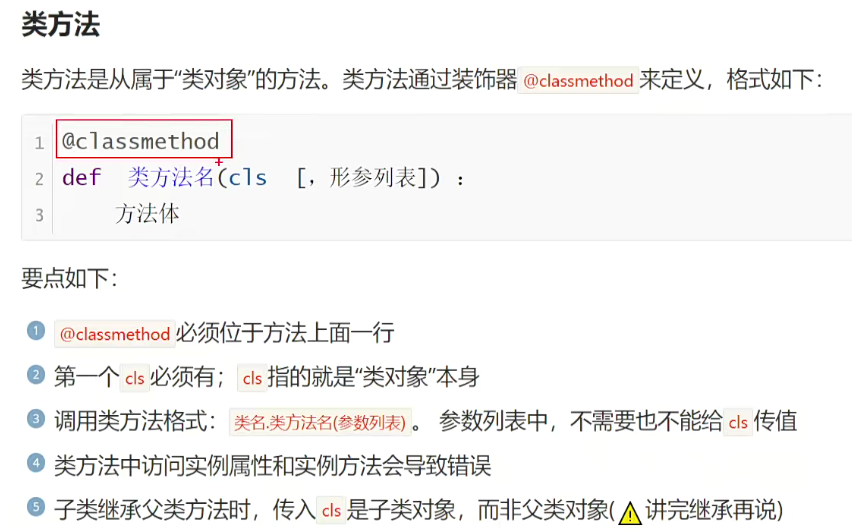 类方法
类方法是从属于“类对象”的方法。类方法通过装饰器 @classmethod 来定义，格式如下：
1 @classmethod
2 def 类方法名(cls [，形参列表])：
3 方法体
要点如下：
1 @classmethod 必须位于方法上面一行
2 第一个 cls 必须有；cls 指的就是“类对象”本身
3 调用类方法格式：类名.类方法名(参数列表)。 参数列表中，不需要也不能给 cls 传值
4 类方法中访问实例属性和实例方法会导致错误
5 子类继承父类方法时，传入 cls 是子类对象，而非父类对象(⚠讲完继承再说)